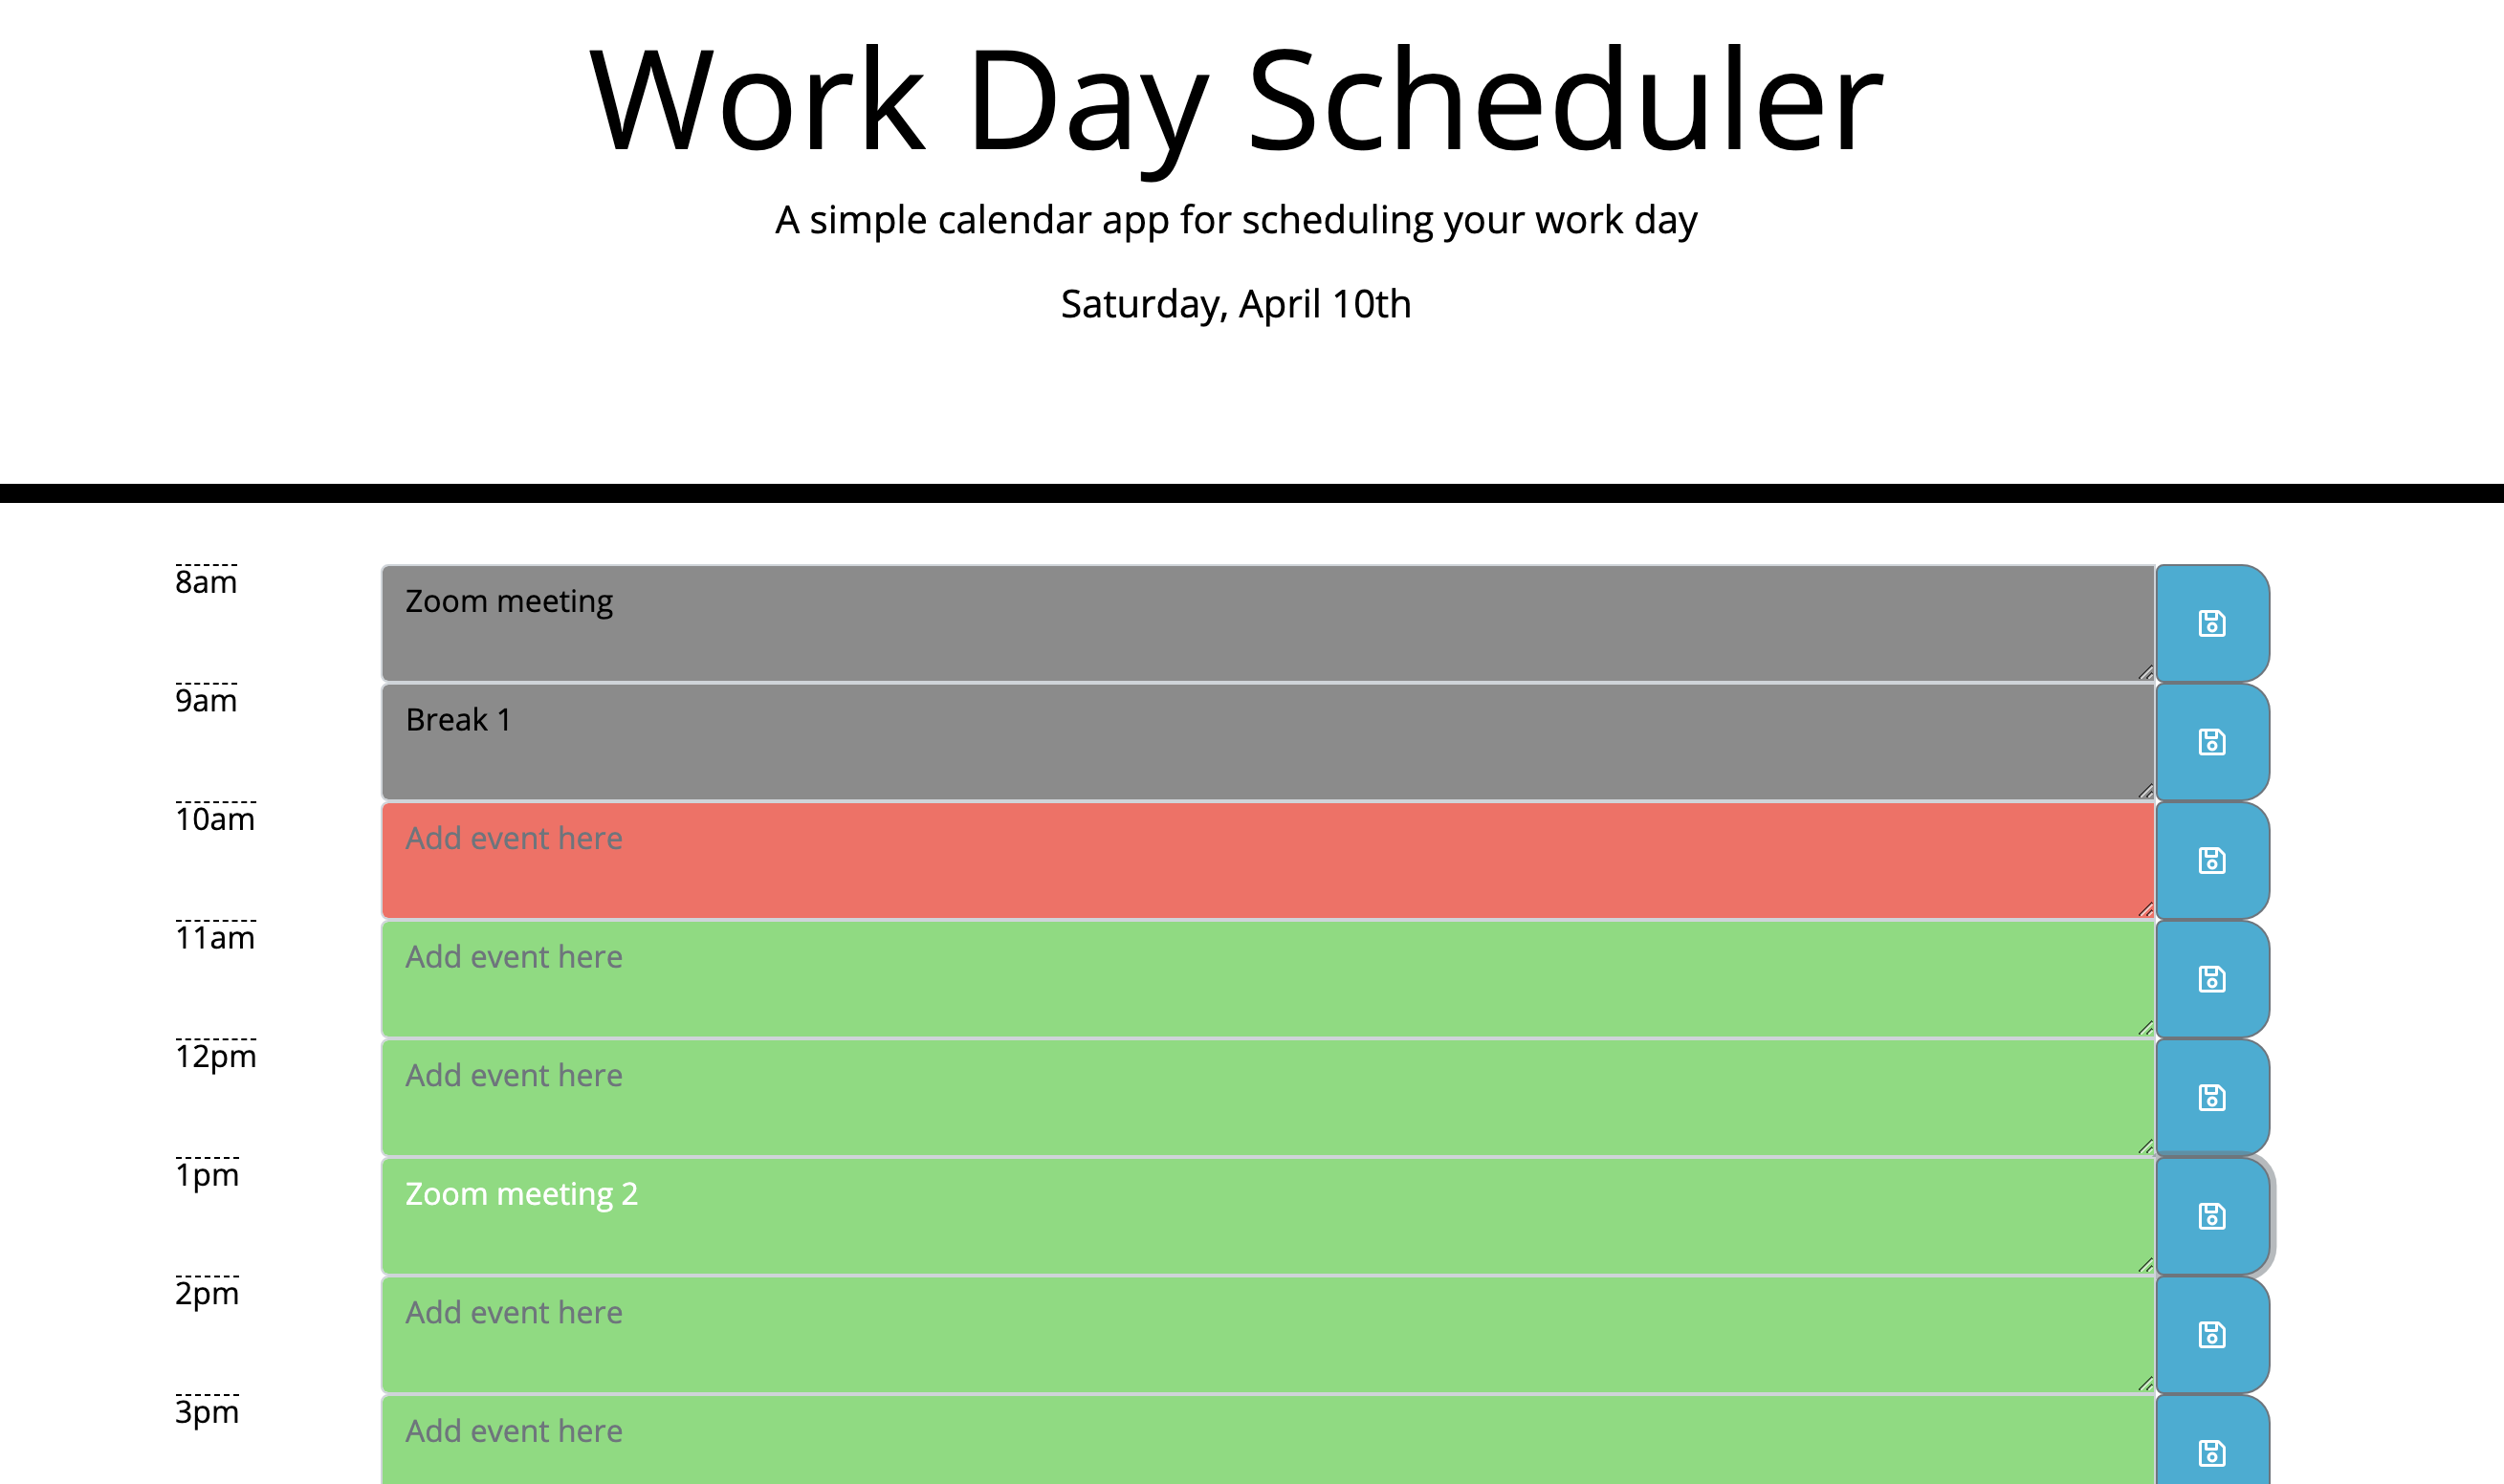 Work Day Scheduler
A simple calendar app for scheduling your work day
Saturday, April 10th
8am
Zoom meeting
9am
Break 1
10am
Add event here
11am
Add event here
12pm
Add event here
1pm
Zoom meeting 2
2pm
Add event here
3pm
Add event here